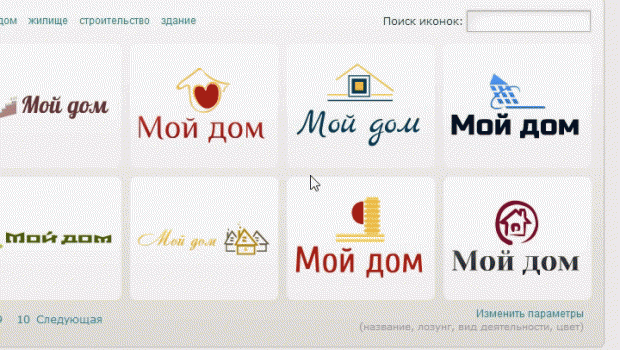 дом жилище строительство здание Поиск иконок:
Мой дом Мой дом Мой дом Мой дом
Мой дом Мой дом Мой дом Мой дом
9 10 Следующая Изменить параметры
(название, лозунг, вид деятельности, цвет)